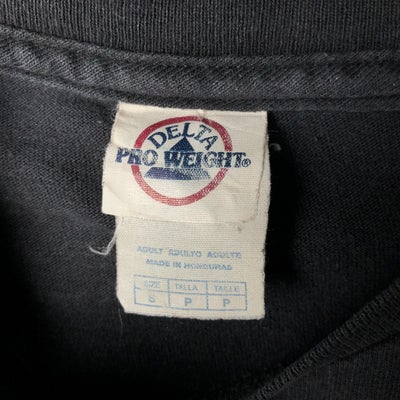 DELTA
PRO WEIGHT®
ADULT ADULTO ADULTE
MADE IN HONDURAS
SIZE TALLA TAILLE
S P P